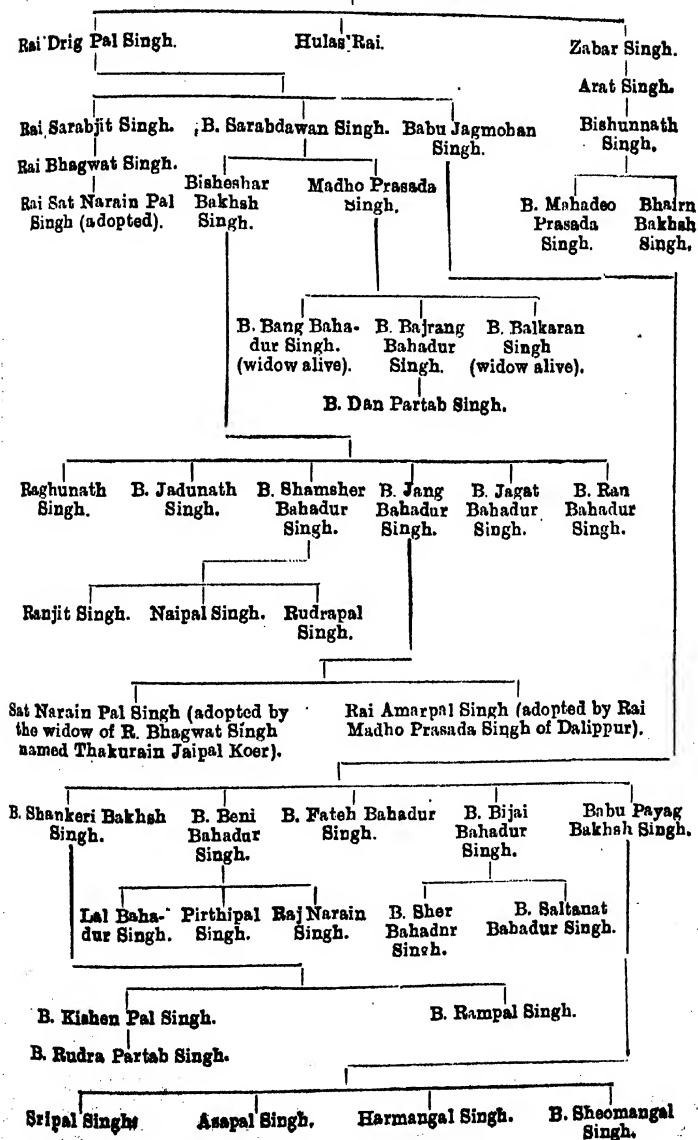 Rai Drig Pal Singh. Hulas Rai. Zabar Singh.
Arat Singh.
Rai Sarabjit Singh. B. Sarabdawan Singh. Babu Jagmohan Singh. Bishunnath Singh.
Rai Bhagwat Singh.
Rai Sat Narain Pal Singh (adopted).
Bisheshar Bakhsh Singh.
Madho Prasada Singh.
B. Mahadeo Prasada Singh.
Bhairn Bakhsh Singh.
B. Bang Baha-
dur Singh.
(widow alive).
B. Bajrang
Bahadur
Singh.
B. Balkaran
Singh
(widow alive).
B. Dan Partab Singh.
Raghunath
Singh.
B. Jadunath
Singh.
B. Shamsher
Bahadur
Singh.
B. Jang
Bahadur
Singh.
B. Jagat
Bahadur
Singh.
B. Ran
Bahadur
Singh.
Ranjit Singh. Naipal Singh. Rudrapal
Singh.
Sat Narain Pal Singh (adopted by
the widow of R. Bhagwat Singh
named Thakurain Jaipal Koer).
Rai Amarpal Singh (adopted by Rai
Madho Prasada Singh of Dalippur).
B. Shankeri Bakhsh
Singh.
B. Beni
Bahadur
Singh.
B. Fateh Bahadur
Singh.
B. Bijai
Bahadur
Singh.
Babu Payag
Bakhsh Singh.
Lal Baha-
dur Singh.
Pirthipal
Singh.
Raj Narain
Singh.
B. Sher
Bahadnr
Singh.
B. Saltanat
Bahadur Singh.
B. Kishen Pal Singh. B. Rampal Singh.
B. Rudra Partab Singh.
Sripal Singh. Asapal Singh. Harmangal Singh. B. Sheomangal
Singh.